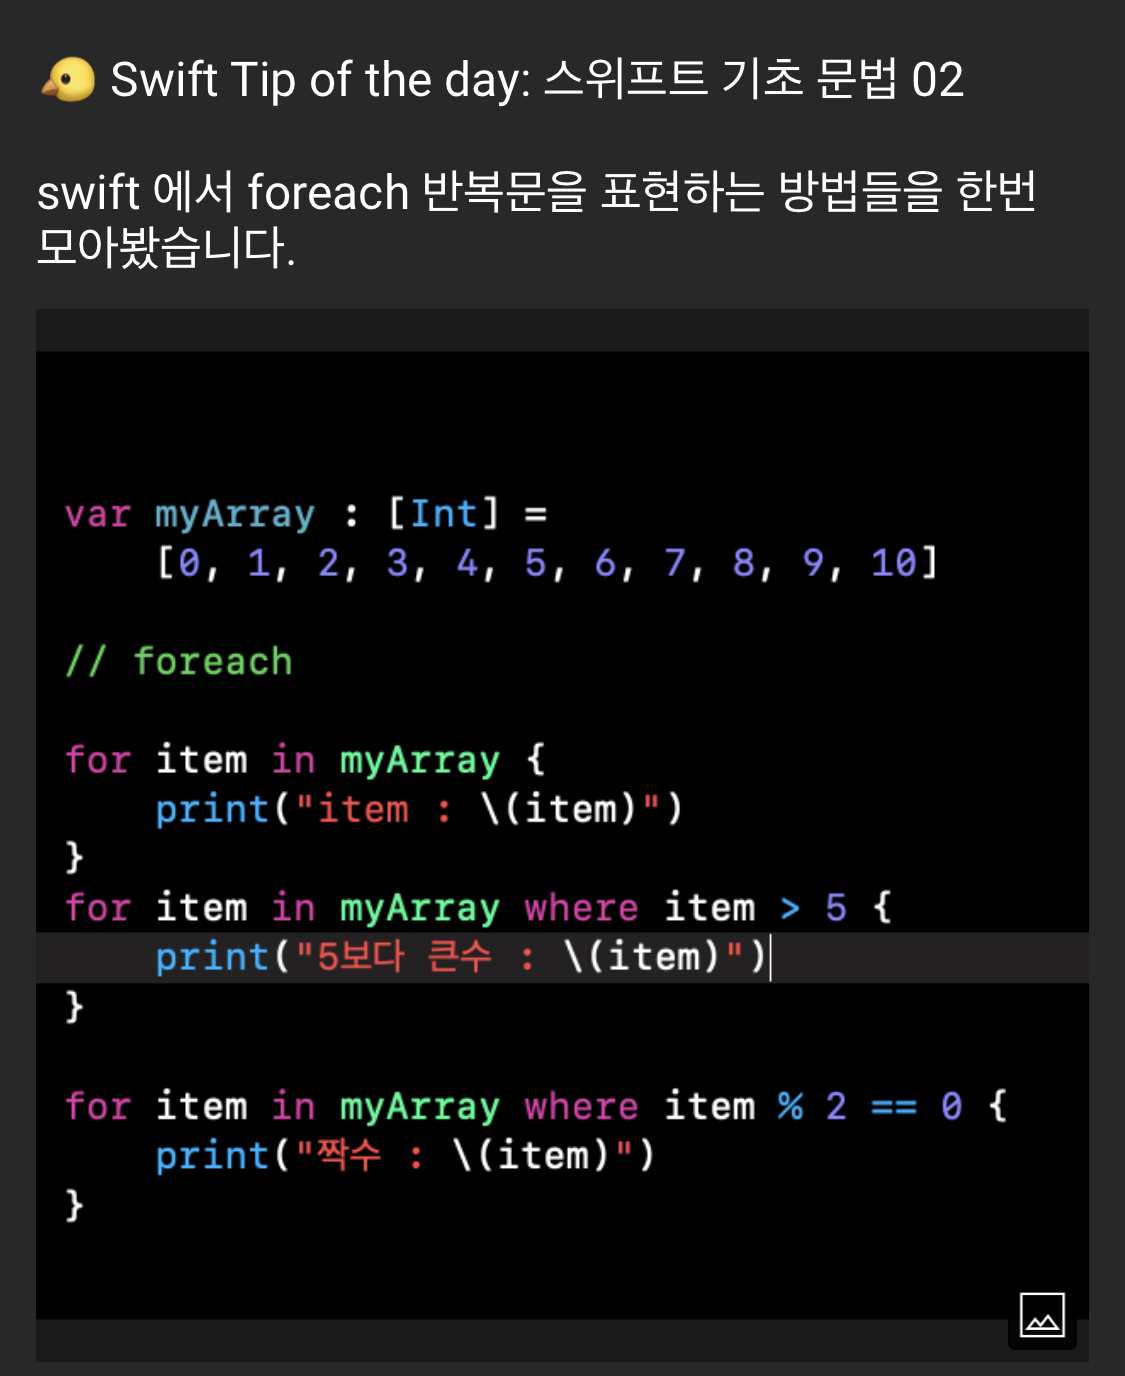 🐤 Swift Tip of the day: 스위프트 기초 문법 02
swift 에서 foreach 반복문을 표현하는 방법들을 한번
모아봤습니다.
var myArray : [Int] =
    [0, 1, 2, 3, 4, 5, 6, 7, 8, 9, 10]
// foreach
for item in myArray {
    print("item : \(item)")
}
for item in myArray where item > 5 {
    print("5보다 큰수 : \(item)")
}
for item in myArray where item % 2 == 0 {
    print("짝수 : \(item)")
}